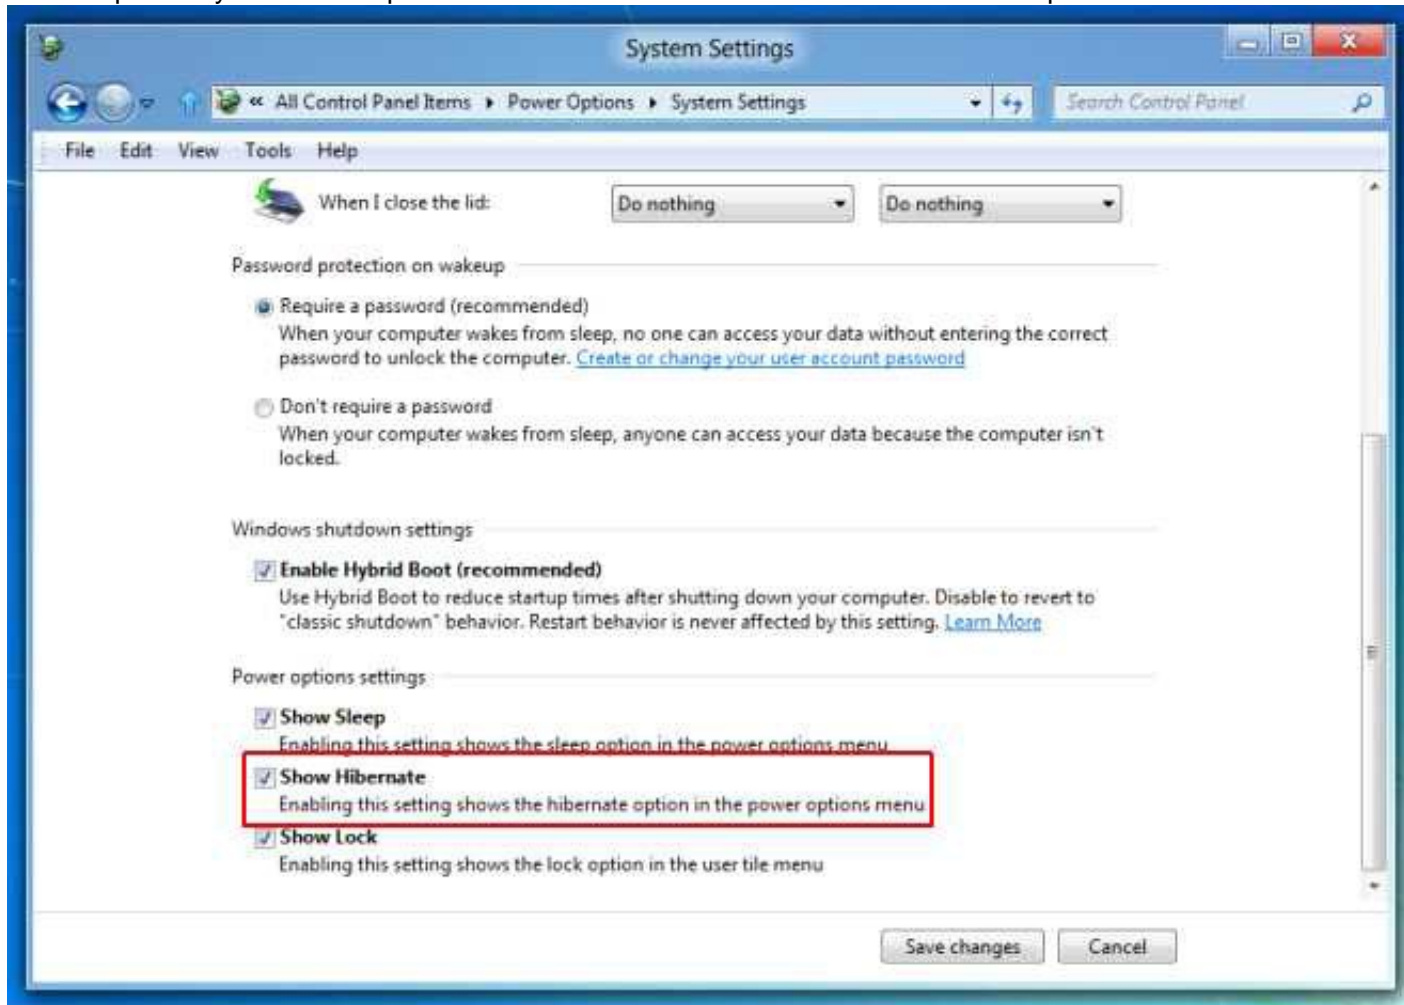 System Settings
« All Control Panel Items ▸ Power Options ▸ System Settings
Search Control Panel
File Edit View Tools Help
When I close the lid: Do nothing Do nothing
Password protection on wakeup
Require a password (recommended)
When your computer wakes from sleep, no one can access your data without entering the correct
password to unlock the computer. Create or change your user account password
Don't require a password
When your computer wakes from sleep, anyone can access your data because the computer isn't
locked.
Windows shutdown settings
Enable Hybrid Boot (recommended)
Use Hybrid Boot to reduce startup times after shutting down your computer. Disable to revert to
"classic shutdown" behavior. Restart behavior is never affected by this setting. Learn More
Power options settings
Show Sleep
Enabling this setting shows the sleep option in the power options menu
Show Hibernate
Enabling this setting shows the hibernate option in the power options menu
Show Lock
Enabling this setting shows the lock option in the user tile menu
Save changes Cancel